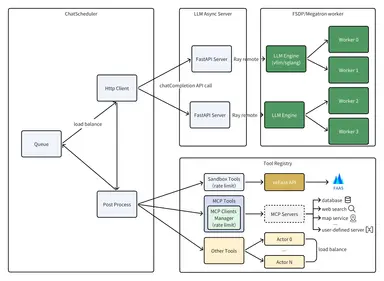 ChatScheduler
LLM Async Server
FSDP/Megatron worker
Http Client
FastAPI Server
Ray remote
LLM Engine
(vllm/sglang)
Worker 0
Worker 1
chatCompletion API call
FastAPI Server
Ray remote
LLM Engine
Worker 2
Worker 3
load balance
Queue
Post Process
Tool Registry
Sandbox Tools
(rate limit)
veFaaS API
FAAS
MCP Tools
MCP Clients
Manager
(rate limit)
MCP Servers
database
web search
map service
user-defined server
Other Tools
Actor 0
...
Actor N
load balance